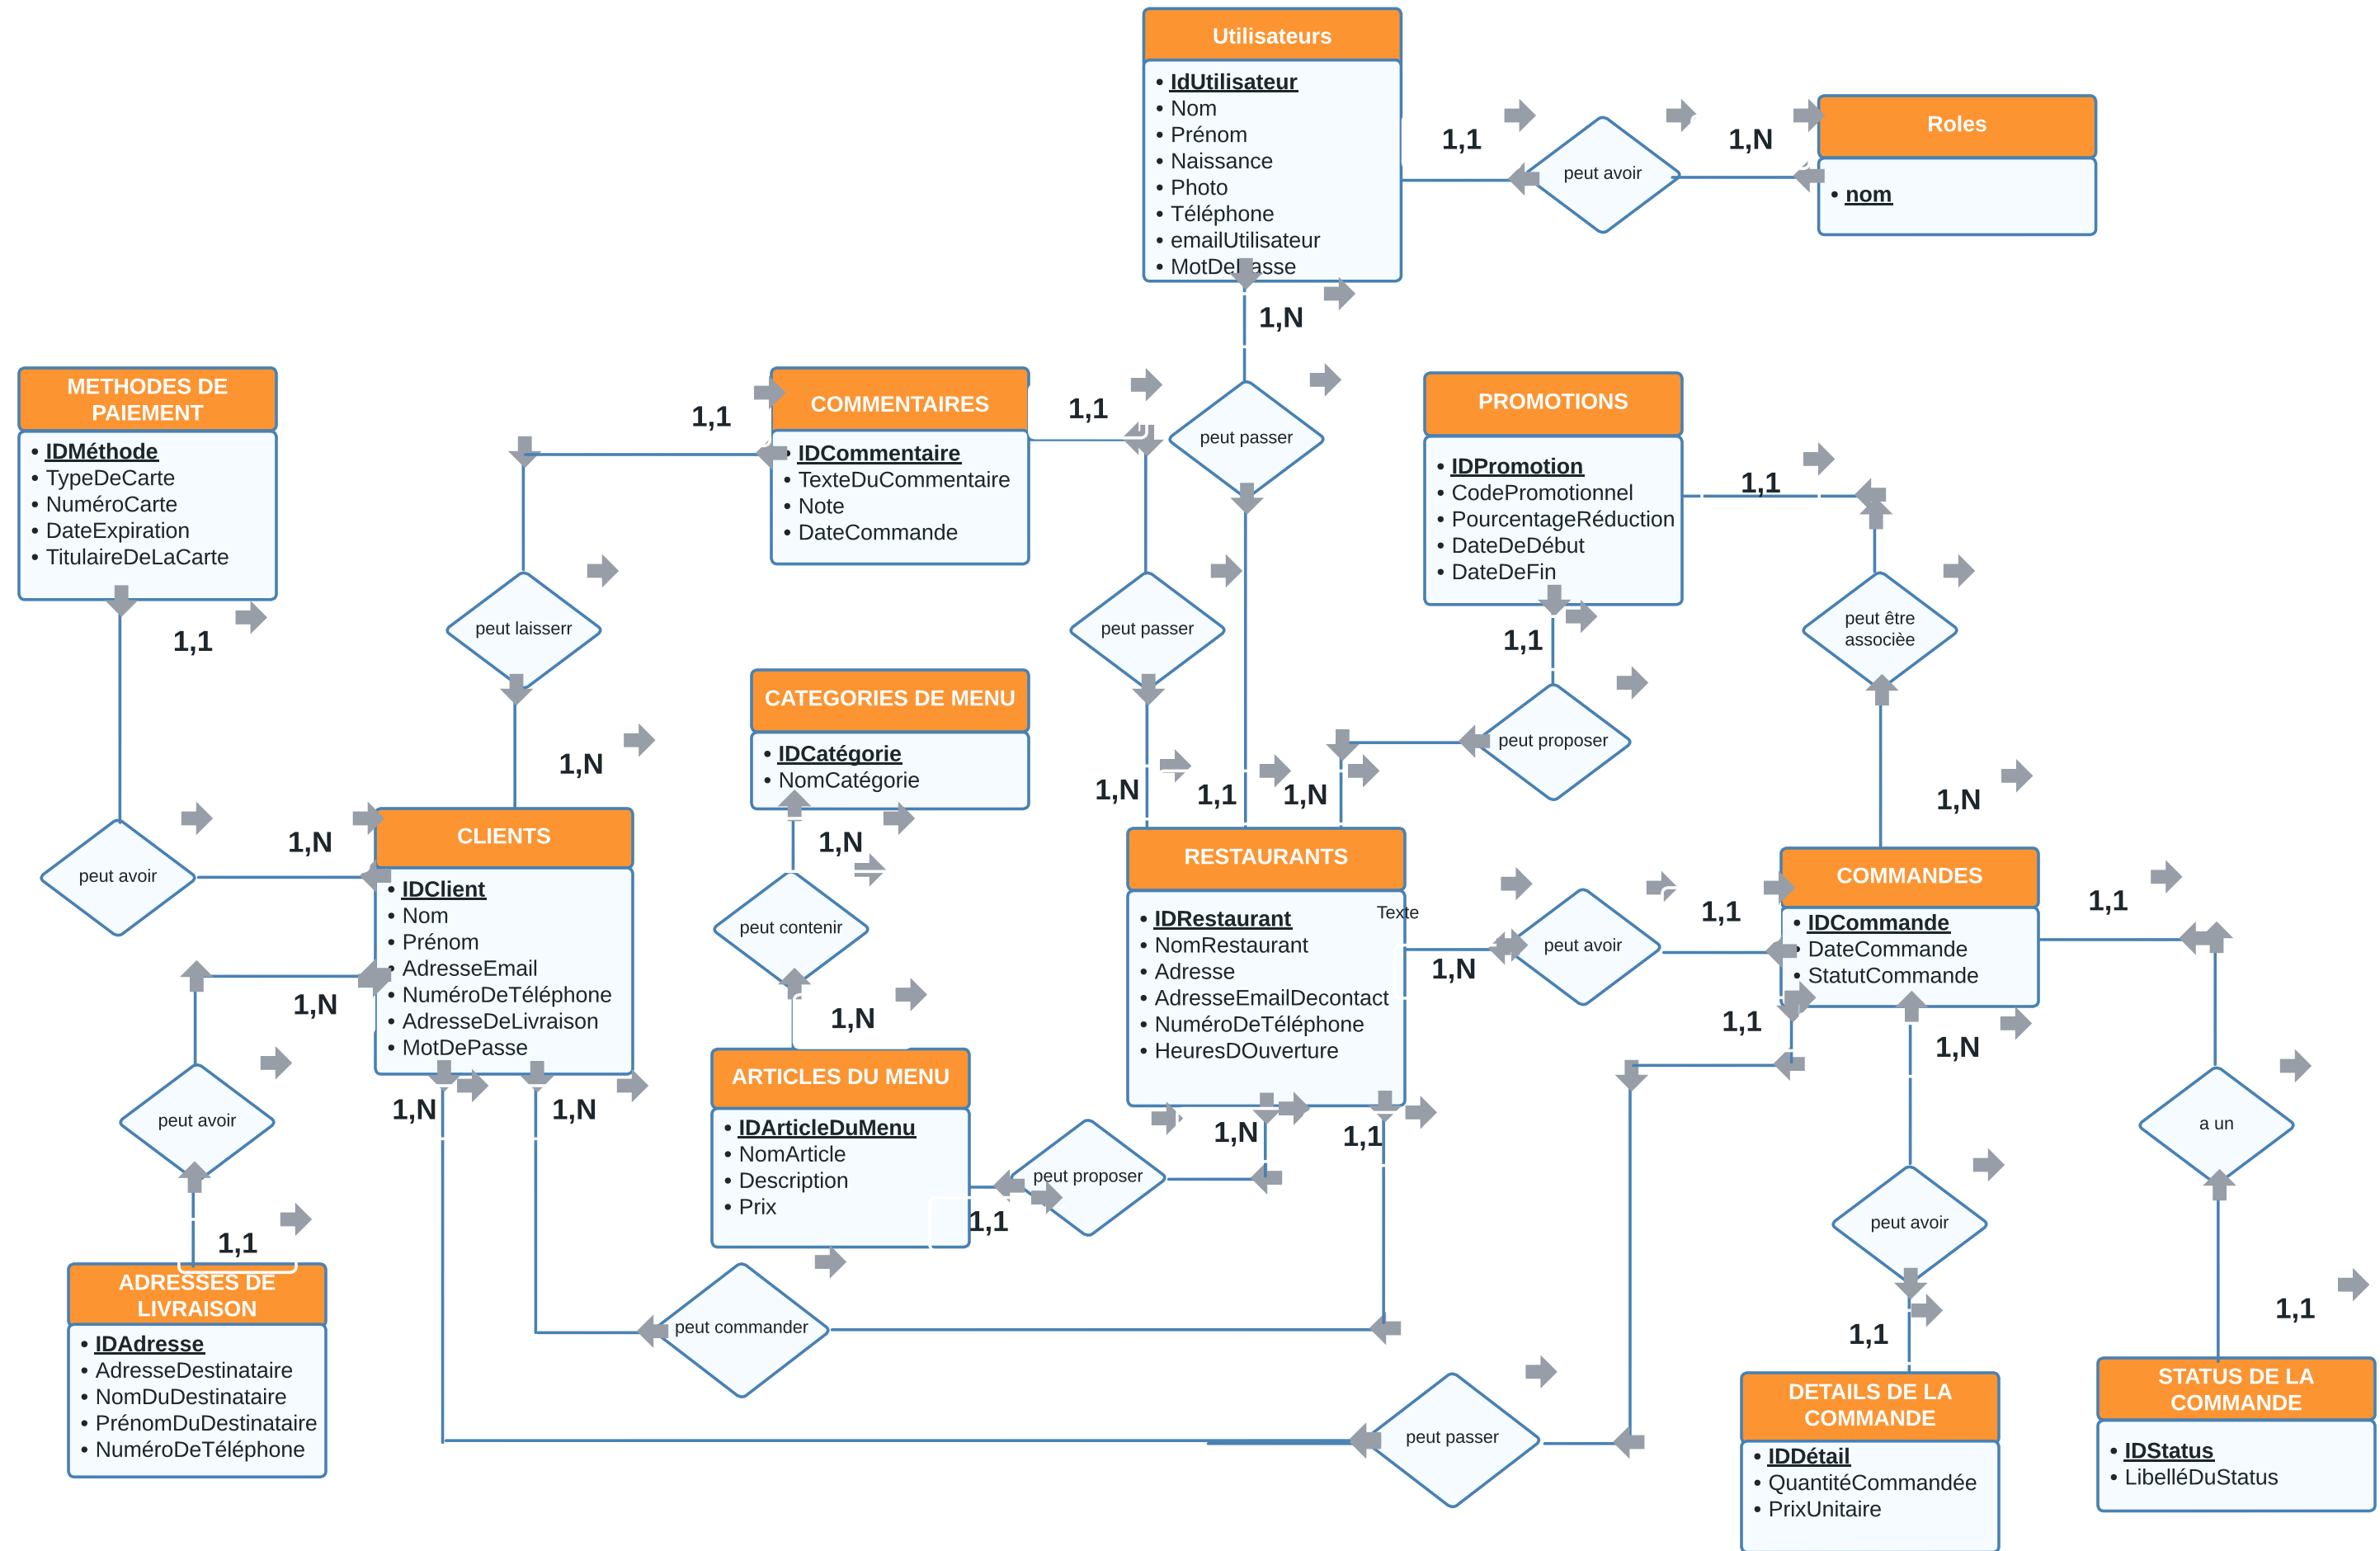 Utilisateurs
• IdUtilisateur
• Nom
• Prénom
• Naissance
• Photo
• Téléphone
• emailUtilisateur
• MotDePasse
1,1
peut avoir
1,N
Roles
• nom
1,N
peut passer
METHODES DE
PAIEMENT
• IDMéthode
• TypeDeCarte
• NuméroCarte
• DateExpiration
• TitulaireDeLaCarte
1,1
1,1
COMMENTAIRES
• IDCommentaire
• TexteDuCommentaire
• Note
• DateCommande
1,1
PROMOTIONS
• IDPromotion
• CodePromotionnel
• PourcentageRéduction
• DateDeDébut
• DateDeFin
1,1
1,1
peut laisserr
peut passer
peut être
associèe
peut proposer
1,N
CATEGORIES DE MENU
• IDCatégorie
• NomCatégorie
1,N
1,N
1,1
1,N
1,N
peut avoir
1,N
CLIENTS
• IDClient
• Nom
• Prénom
• AdresseEmail
• NuméroDeTéléphone
• AdresseDeLivraison
• MotDePasse
1,N
peut contenir
1,N
RESTAURANTS
Texte
• IDRestaurant
• NomRestaurant
• Adresse
• AdresseEmailDecontact
• NuméroDeTéléphone
• HeuresDOuverture
1,N
peut avoir
1,1
COMMANDES
• IDCommande
• DateCommande
• StatutCommande
1,1
1,1
1,N
peut avoir
1,N
1,N
ARTICLES DU MENU
• IDArticleDuMenu
• NomArticle
• Description
• Prix
1,1
peut proposer
1,N
1,1
a un
peut avoir
1,1
ADRESSES DE
LIVRAISON
• IDAdresse
• AdresseDestinataire
• NomDuDestinataire
• PrénomDuDestinataire
• NuméroDeTéléphone
peut commander
peut passer
1,1
1,1
DETAILS DE LA
COMMANDE
• IDDétail
• QuantitéCommandée
• PrixUnitaire
STATUS DE LA
COMMANDE
• IDStatus
• LibelléDuStatus